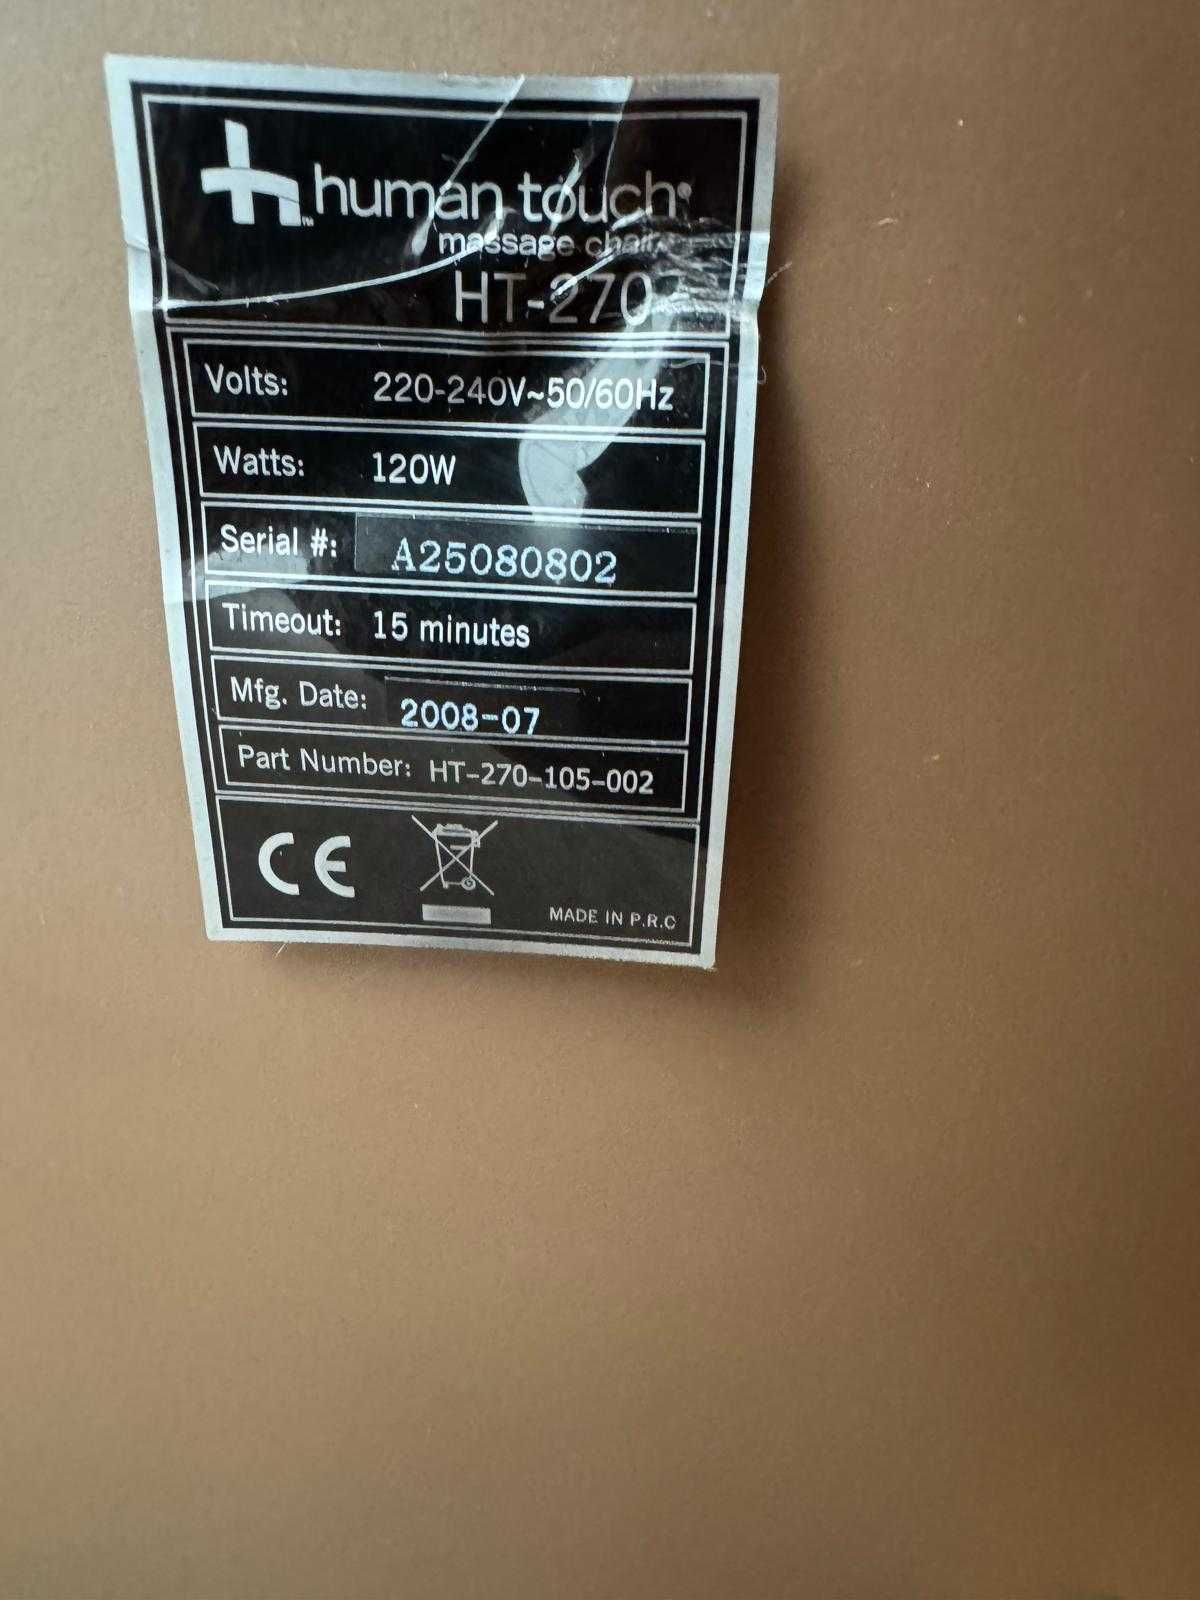 human touch®
massage chair
HT-270
Volts: 220-240V~50/60Hz
Watts: 120W
Serial #: A25080802
Timeout: 15 minutes
Mfg. Date: 2008-07
Part Number: HT-270-105-002
CE
MADE IN P.R.C